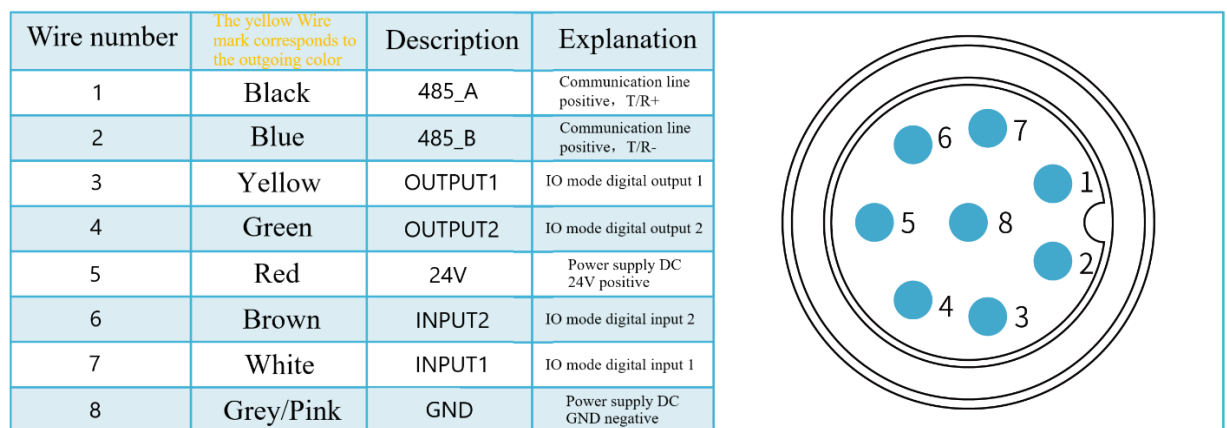 Wire number
The yellow Wire
mark corresponds to
the outgoing color
Description
Explanation
1
Black
485_A
Communication line
positive，T/R+
2
Blue
485_B
Communication line
positive，T/R-
3
Yellow
OUTPUT1
IO mode digital output 1
4
Green
OUTPUT2
IO mode digital output 2
5
Red
24V
Power supply DC
24V positive
6
Brown
INPUT2
IO mode digital input 2
7
White
INPUT1
IO mode digital input 1
8
Grey/Pink
GND
Power supply DC
GND negative
6
7
1
5
8
2
4
3